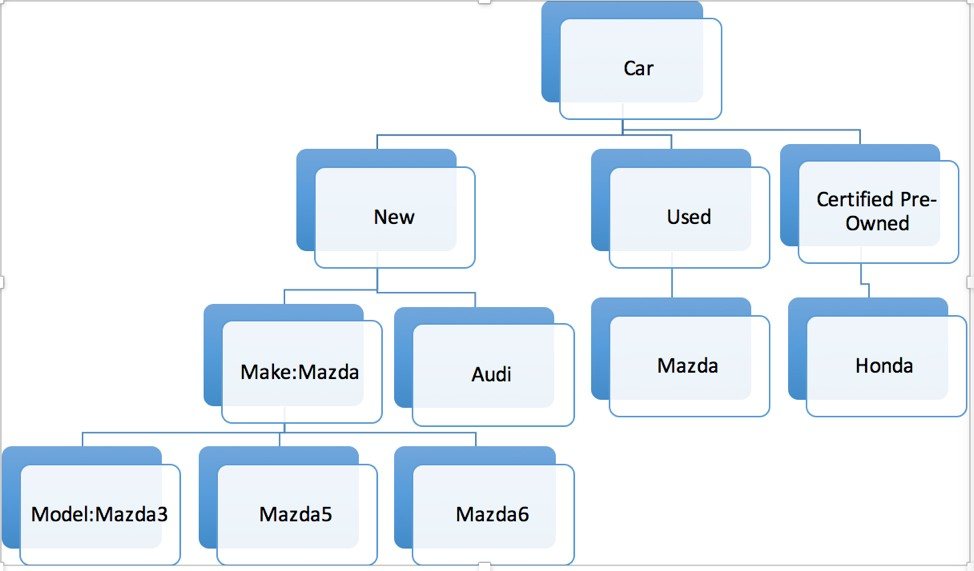 Car
New
Used
Certified Pre-
Owned
Make:Mazda
Audi
Mazda
Honda
Model:Mazda3
Mazda5
Mazda6